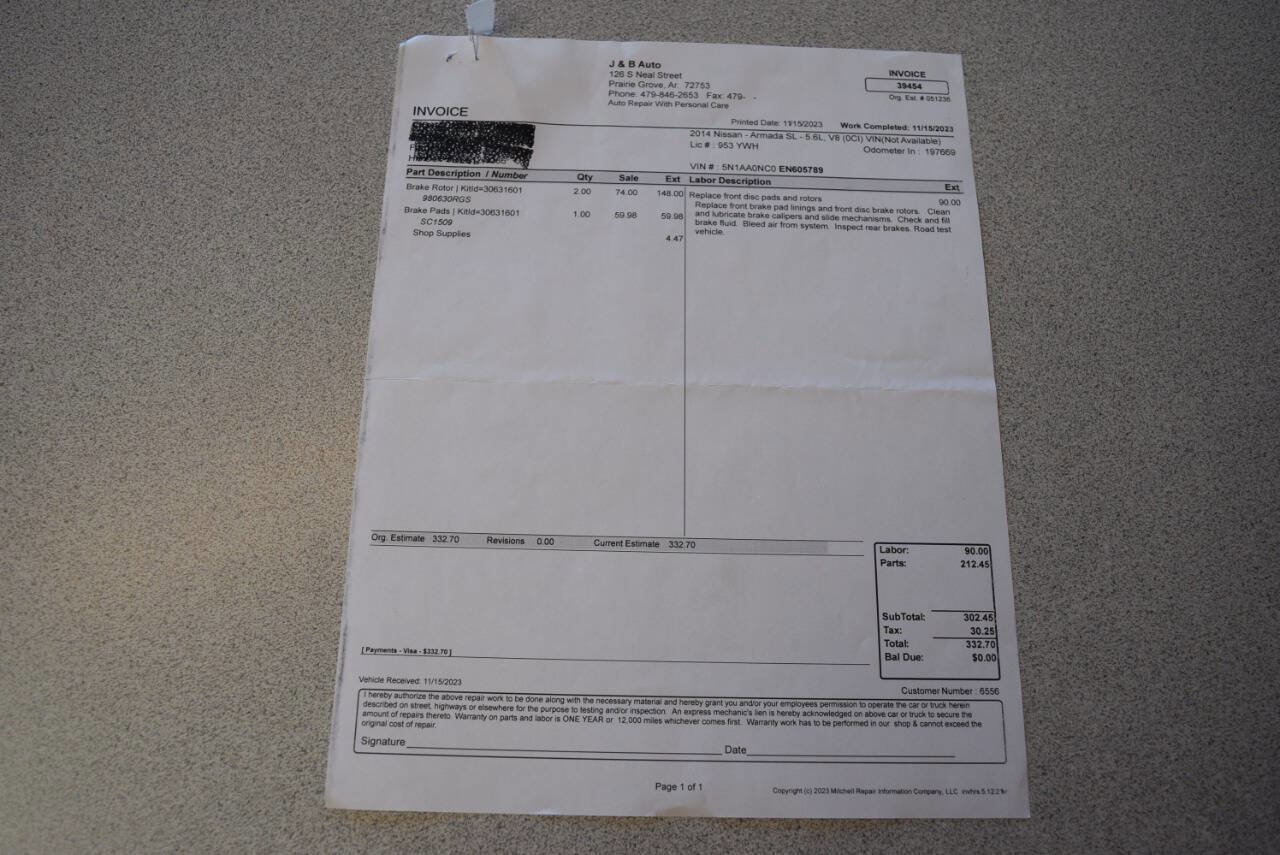 J & B Auto
126 S Neal Street
Prairie Grove, Ar 72753
Phone: 479-846-2653 Fax: 479- -
Auto Repair With Personal Care
INVOICE
39454
Org. Est. # 051236
INVOICE
Printed Date: 11/15/2023 Work Completed: 11/15/2023
2014 Nissan - Armada SL - 5.6L, V8 (0CI) VIN(Not Available)
Lic # : 953 YWH Odometer In : 197669
VIN # : 5N1AA0NC0 EN605789
Part Description / Number Qty Sale Ext Labor Description Ext
Brake Rotor | KitId=30631601 2.00 74.00 148.00
980630RGS
Brake Pads | KitId=30631601 1.00 59.98 59.98
SC1509
Shop Supplies 4.47
Replace front disc pads and rotors 90.00
Replace front brake pad linings and front disc brake rotors. Clean
and lubricate brake calipers and slide mechanisms. Check and fill
brake fluid. Bleed air from system. Inspect rear brakes. Road test
vehicle.
Org. Estimate 332.70 Revisions 0.00 Current Estimate 332.70
Labor: 90.00
Parts: 212.45
SubTotal: 302.45
Tax: 30.25
Total: 332.70
Bal Due: $0.00
[ Payments - Visa - $332.70 ]
Vehicle Received: 11/15/2023
Customer Number : 6556
I hereby authorize the above repair work to be done along with the necessary material and hereby grant you and/or your employees permission to operate the car or truck herein
described on street, highways or elsewhere for the purpose to testing and/or inspection. An express mechanic's lien is hereby acknowledged on above car or truck to secure the
amount of repairs thereto. Warranty on parts and labor is ONE YEAR or 12,000 miles whichever comes first. Warranty work has to be performed in our shop & cannot exceed the
original cost of repair.
Signature Date
Page 1 of 1
Copyright (c) 2023 Mitchell Repair Information Company, LLC